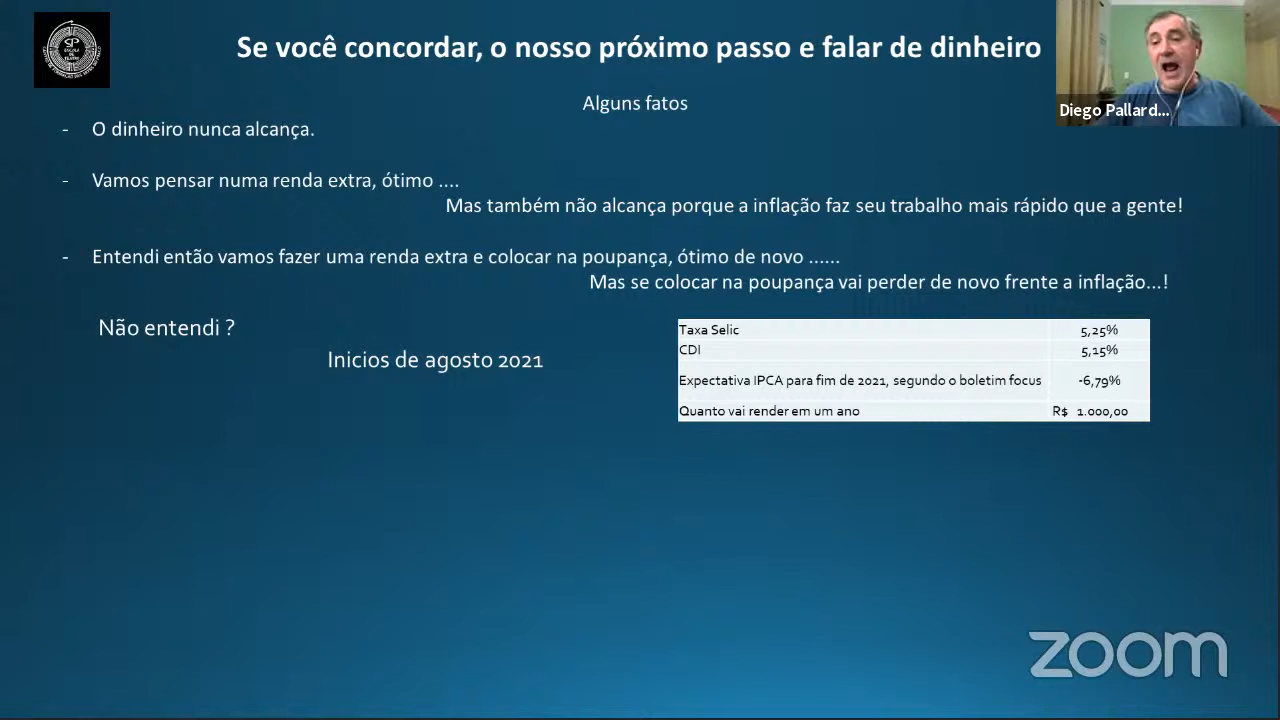 SP
ESCOLA
DE
TEATRO
Se você concordar, o nosso próximo passo e falar de dinheiro
Diego Pallard...
Alguns fatos
- O dinheiro nunca alcança.
- Vamos pensar numa renda extra, ótimo ....
Mas também não alcança porque a inflação faz seu trabalho mais rápido que a gente!
- Entendi então vamos fazer uma renda extra e colocar na poupança, ótimo de novo ......
Mas se colocar na poupança vai perder de novo frente a inflação...!
Não entendi ?
Inicios de agosto 2021
Taxa Selic 5,25%
CDI 5,15%
Expectativa IPCA para fim de 2021, segundo o boletim focus -6,79%
Quanto vai render em um ano R$ 1.000,00
zoom